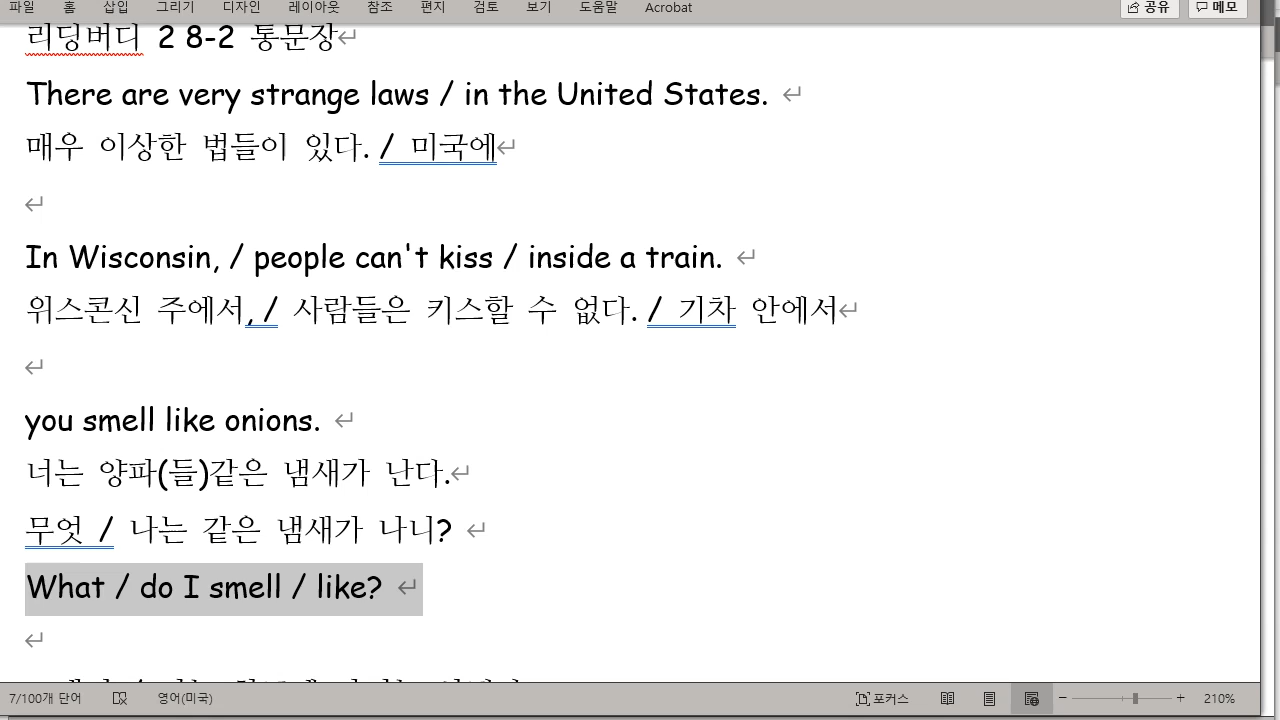 파일 홈 삽입 그리기 디자인 레이아웃 참조 편지 검토 보기 도움말 Acrobat 공유 메모
리딩버디 2 8-2 통문장
There are very strange laws / in the United States.
매우 이상한 법들이 있다. / 미국에
In Wisconsin, / people can't kiss / inside a train.
위스콘신 주에서, / 사람들은 키스할 수 없다. / 기차 안에서
you smell like onions.
너는 양파(들)같은 냄새가 난다.
무엇 / 나는 같은 냄새가 나니?
What / do I smell / like?
7/100개 단어 영어(미국) 포커스 210%